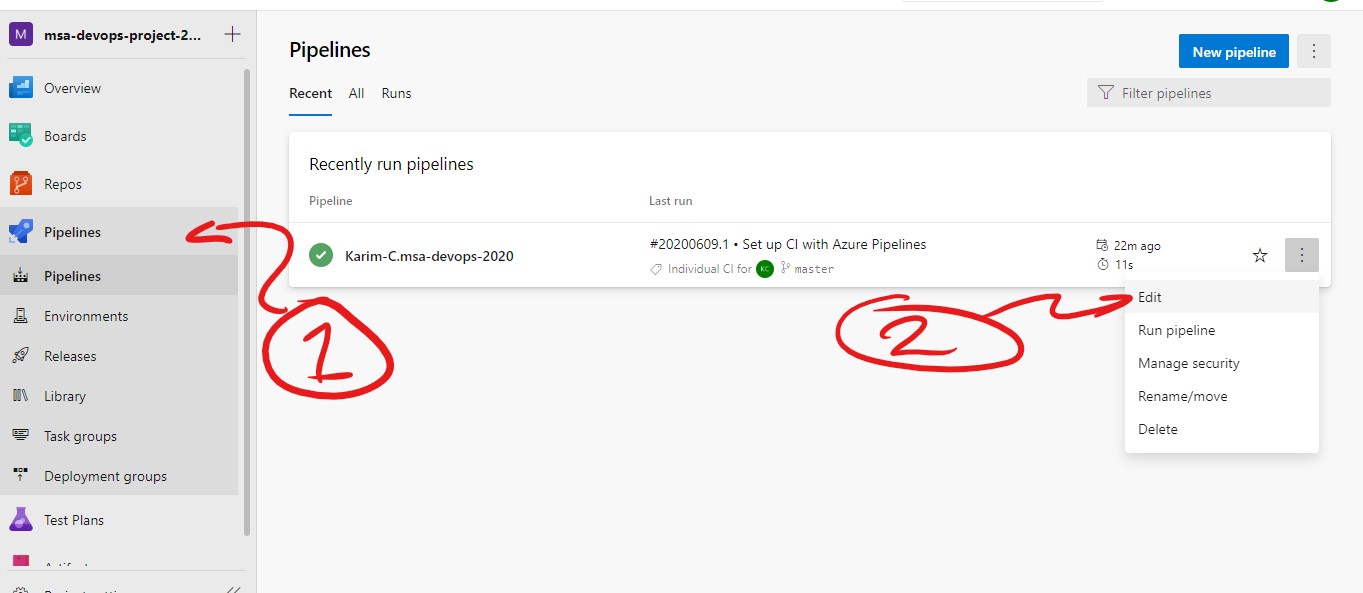 M msa-devops-project-2... +
Overview
Boards
Repos
Pipelines
Pipelines
Environments
Releases
Library
Task groups
Deployment groups
Test Plans
Pipelines
New pipeline
Recent All Runs
Filter pipelines
Recently run pipelines
Pipeline Last run
Karim-C.msa-devops-2020
#20200609.1 • Set up CI with Azure Pipelines
Individual CI for KC master
22m ago
11s
Edit
Run pipeline
Manage security
Rename/move
Delete
1
2